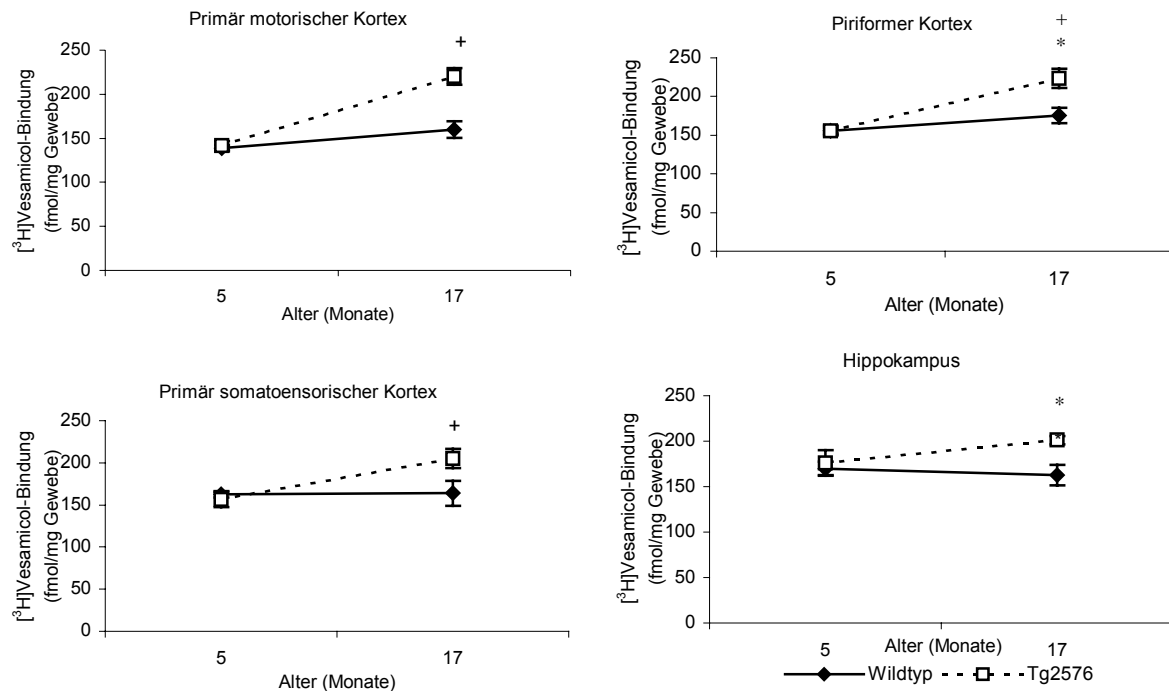 Primär motorischer Kortex
+
250
200
150
100
50
0
[³H]Vesamicol-Bindung
(fmol/mg Gewebe)
5
17
Alter (Monate)
Piriformer Kortex
+
*
250
200
150
100
50
0
[³H]Vesamicol-Bindung
(fmol/mg Gewebe)
5
17
Alter (Monate)
Primär somatoensorischer Kortex
+
250
200
150
100
50
0
[³H]Vesamicol-Bindung
(fmol/mg Gewebe)
5
17
Alter (Monate)
Hippokampus
*
*
250
200
150
100
50
0
[³H]Vesamicol-Bindung
(fmol/mg Gewebe)
5
17
Alter (Monate)
Wildtyp
Tg2576